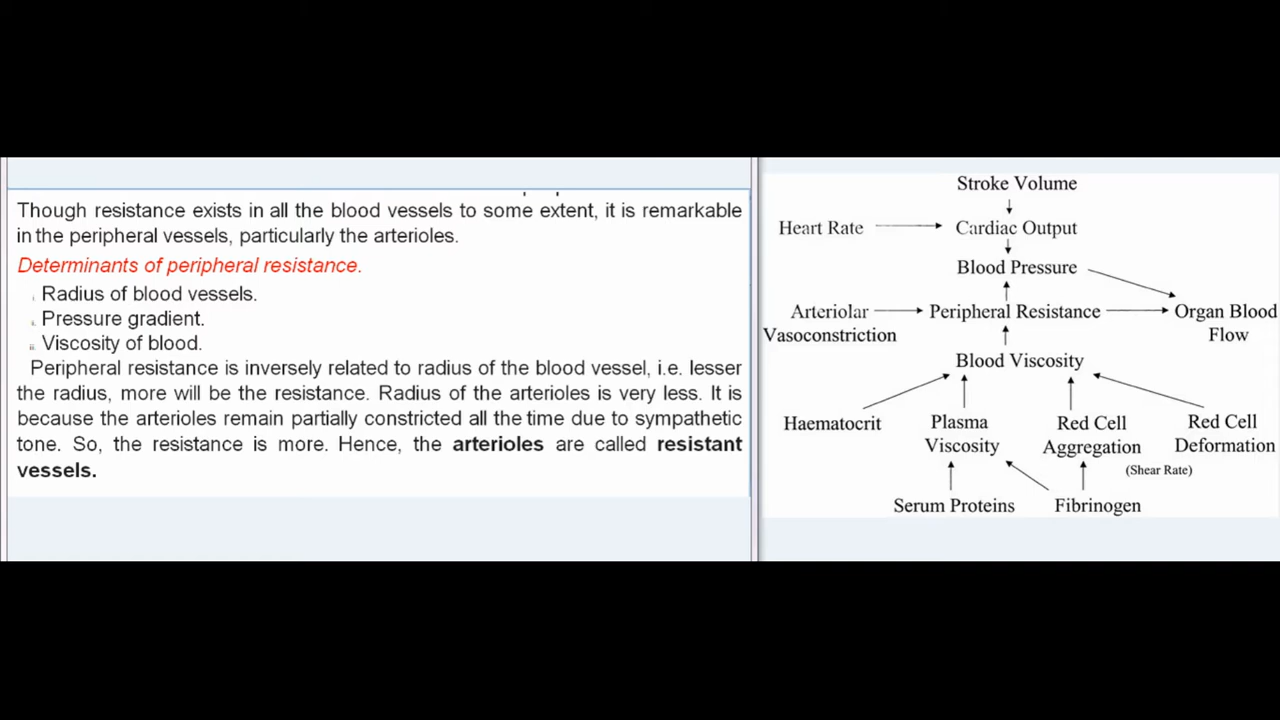 Though resistance exists in all the blood vessels to some extent, it is remarkable
in the peripheral vessels, particularly the arterioles.
Determinants of peripheral resistance.
i. Radius of blood vessels.
Pressure gradient.
Viscosity of blood.
Peripheral resistance is inversely related to radius of the blood vessel, i.e. lesser
the radius, more will be the resistance. Radius of the arterioles is very less. It is
because the arterioles remain partially constricted all the time due to sympathetic
tone. So, the resistance is more. Hence, the arterioles are called resistant
vessels.
Stroke Volume
Heart Rate
Cardiac Output
Blood Pressure
Arteriolar
Vasoconstriction
Peripheral Resistance
Organ Blood
Flow
Blood Viscosity
Haematocrit
Plasma
Viscosity
Red Cell
Aggregation
(Shear Rate)
Red Cell
Deformation
Serum Proteins
Fibrinogen